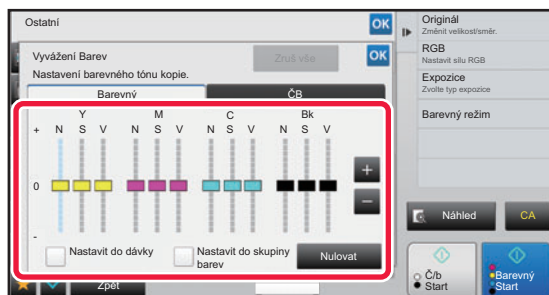 Ostatní
OK
Vyvážení Barev
Zruš vše
OK
Nastavení barevného tónu kopie.
Barevný
ČB
Y M C Bk
+ N S V N S V N S V N S V
0
-
+
−
Nastavit do dávky
Nastavit do skupiny
barev
Nulovat
Zpět
Originál
Změnit velikost/směr.
RGB
Nastavit sílu RGB
Expozice
Zvolte typ expozice
Barevný režim
Náhled
CA
Č/b
Start
Barevný
Start